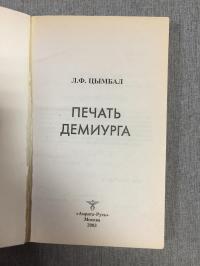 Л.Ф. ЦЫМБАЛ
ПЕЧАТЬ
ДЕМИУРГА
«Амрита-Русь»
Москва
2003